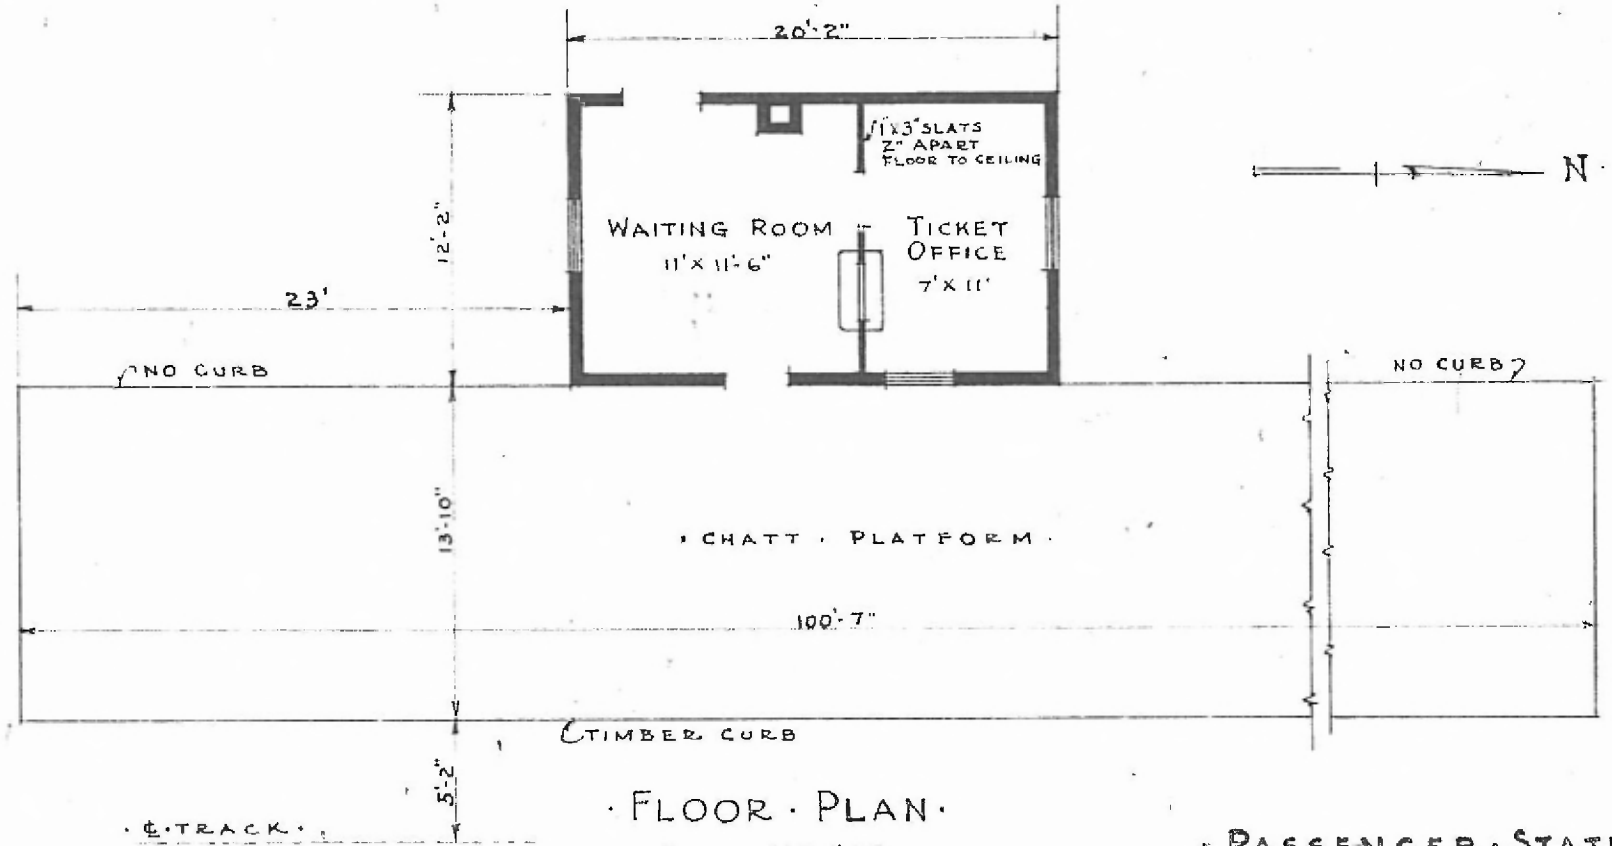 20'-2"
1"X3" SLATS
2" APART
FLOOR TO CEILING
N
12'-2"
WAITING ROOM
11' X 11'-6"
TICKET
OFFICE
7' X 11'
23'
NO CURB
NO CURB
13'-10"
· CHATT · PLATFORM ·
100'-7"
TIMBER CURB
5'-2"
· FLOOR · PLAN ·
· ℄ · TRACK ·
· PASSENGER · STATI